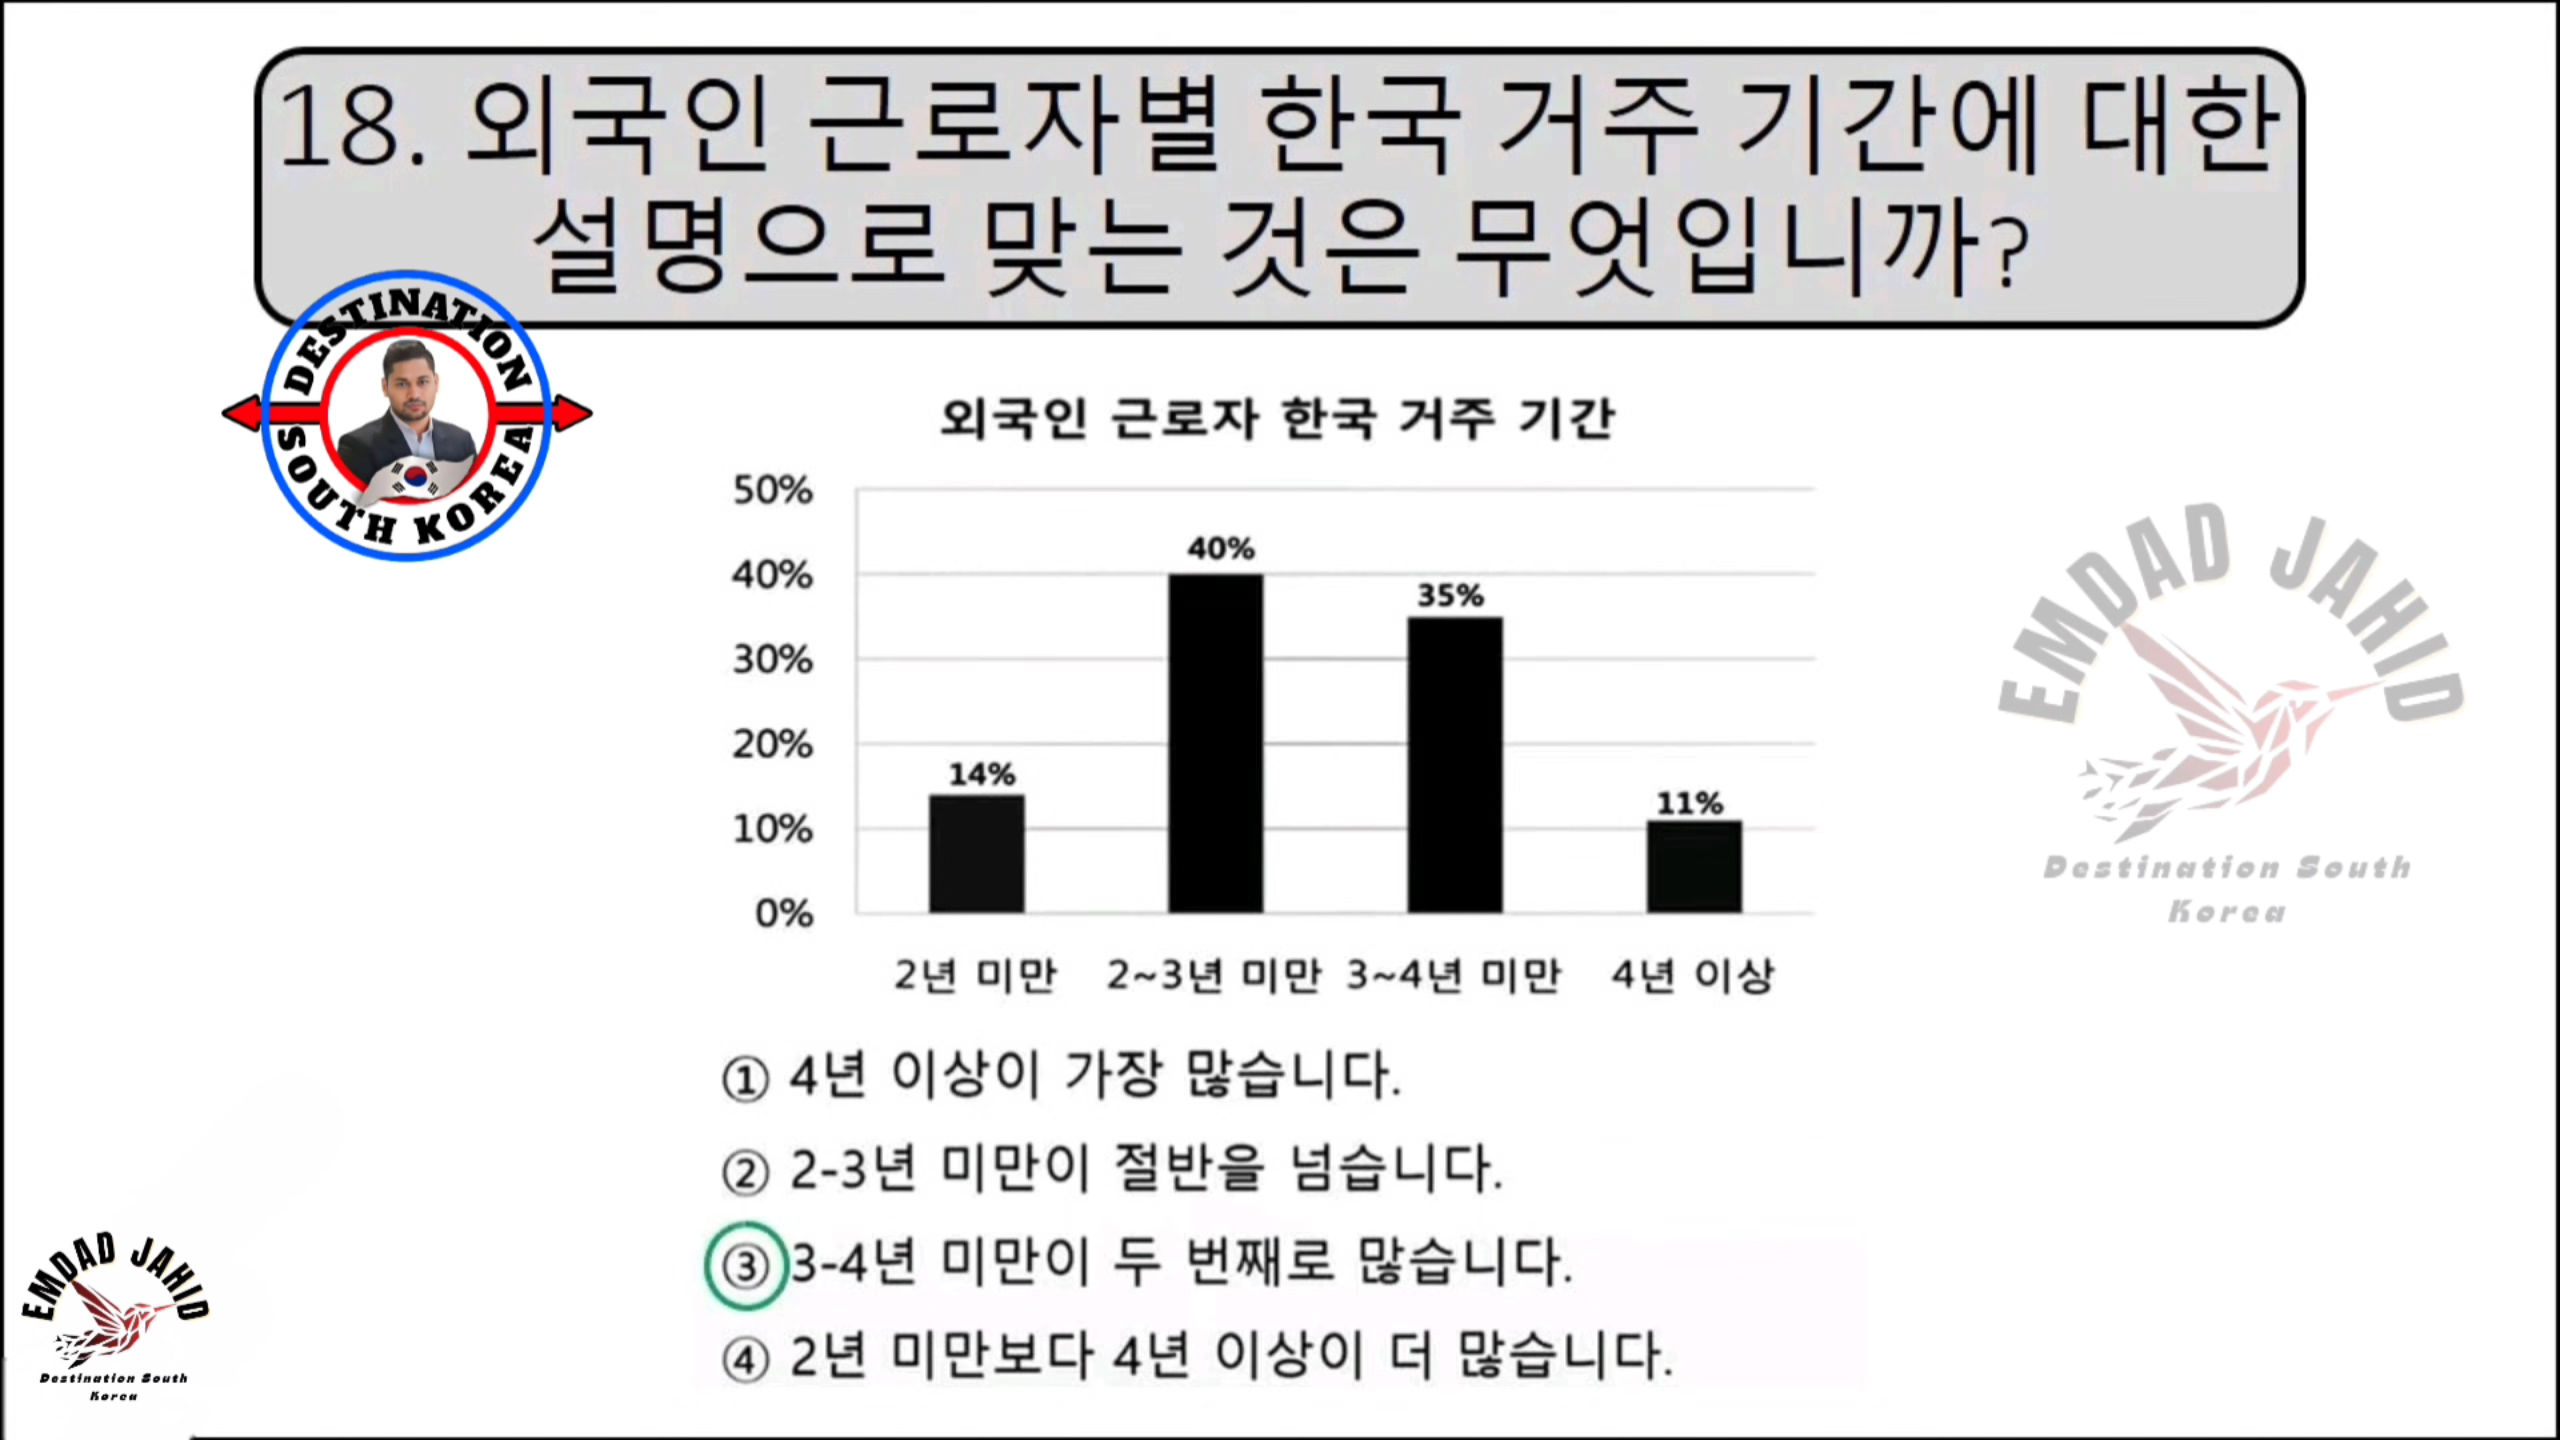 18. 외국인 근로자별 한국 거주 기간에 대한
설명으로 맞는 것은 무엇입니까?
DESTINATION
SOUTH KOREA
외국인 근로자 한국 거주 기간
50%
40%
30%
20%
10%
0%
14%
40%
35%
11%
2년 미만 2~3년 미만 3~4년 미만 4년 이상
EMDAD JAHID
Destination South
Korea
① 4년 이상이 가장 많습니다.
② 2-3년 미만이 절반을 넘습니다.
③ 3-4년 미만이 두 번째로 많습니다.
④ 2년 미만보다 4년 이상이 더 많습니다.
EMDAD JAHID
Destination South
Korea